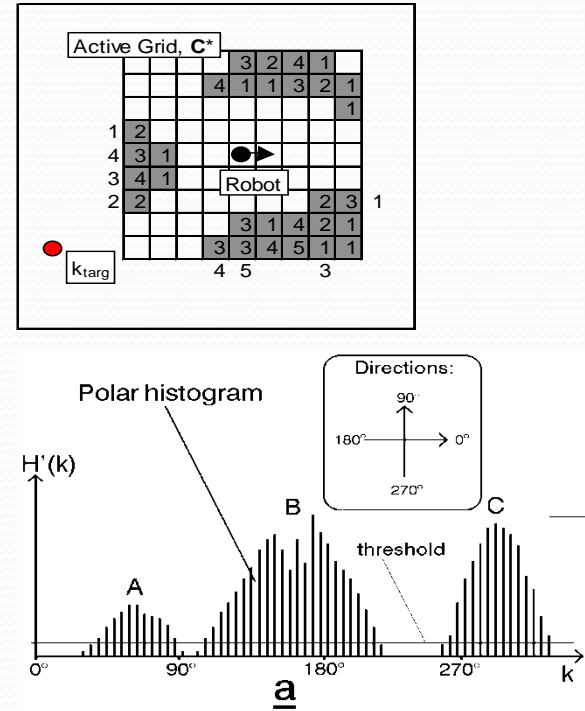 Active Grid, C*
3 2 4 1
4 1 1 3 2 1
1
1 2
4 3 1
3 4 1
2 2
Robot
2 3 1
3 1 4 2 1
3 3 4 5 1 1
4 5 3
k targ
Directions:
90°
180° 0°
270°
Polar histogram
H'(k)
A
B
C
threshold
0° 90° 180° 270° k
a